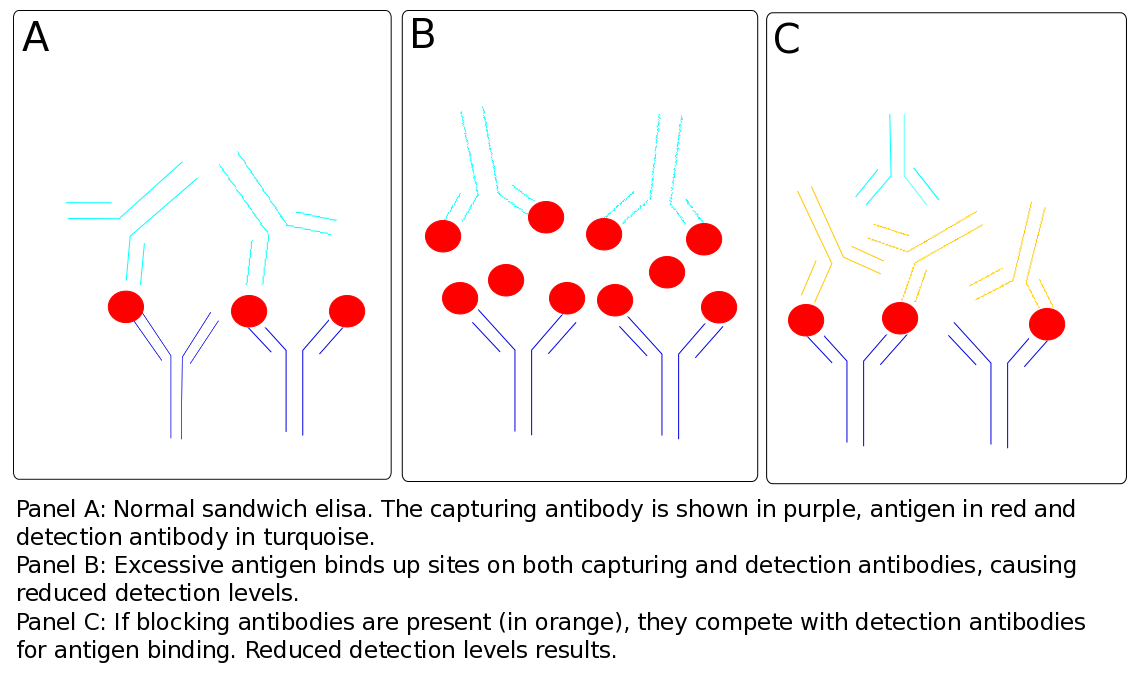 A
B
C
Panel A: Normal sandwich elisa. The capturing antibody is shown in purple, antigen in red and
detection antibody in turquoise.
Panel B: Excessive antigen binds up sites on both capturing and detection antibodies, causing
reduced detection levels.
Panel C: If blocking antibodies are present (in orange), they compete with detection antibodies
for antigen binding. Reduced detection levels results.